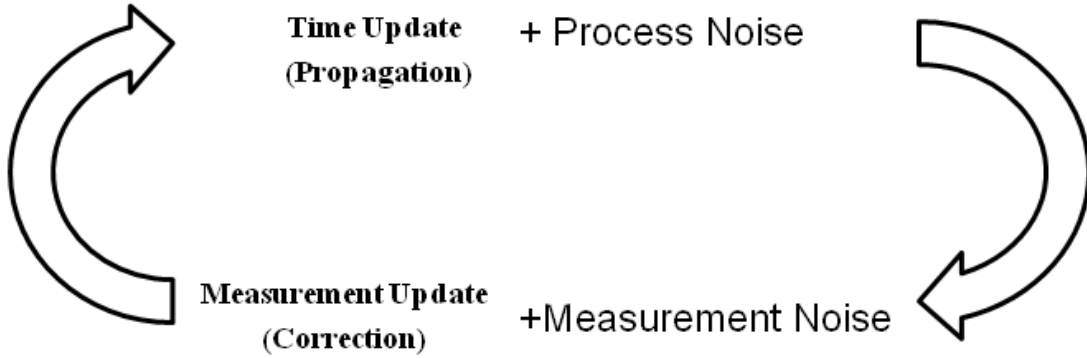 Time Update + Process Noise
(Propagation)
Measurement Update +Measurement Noise
(Correction)